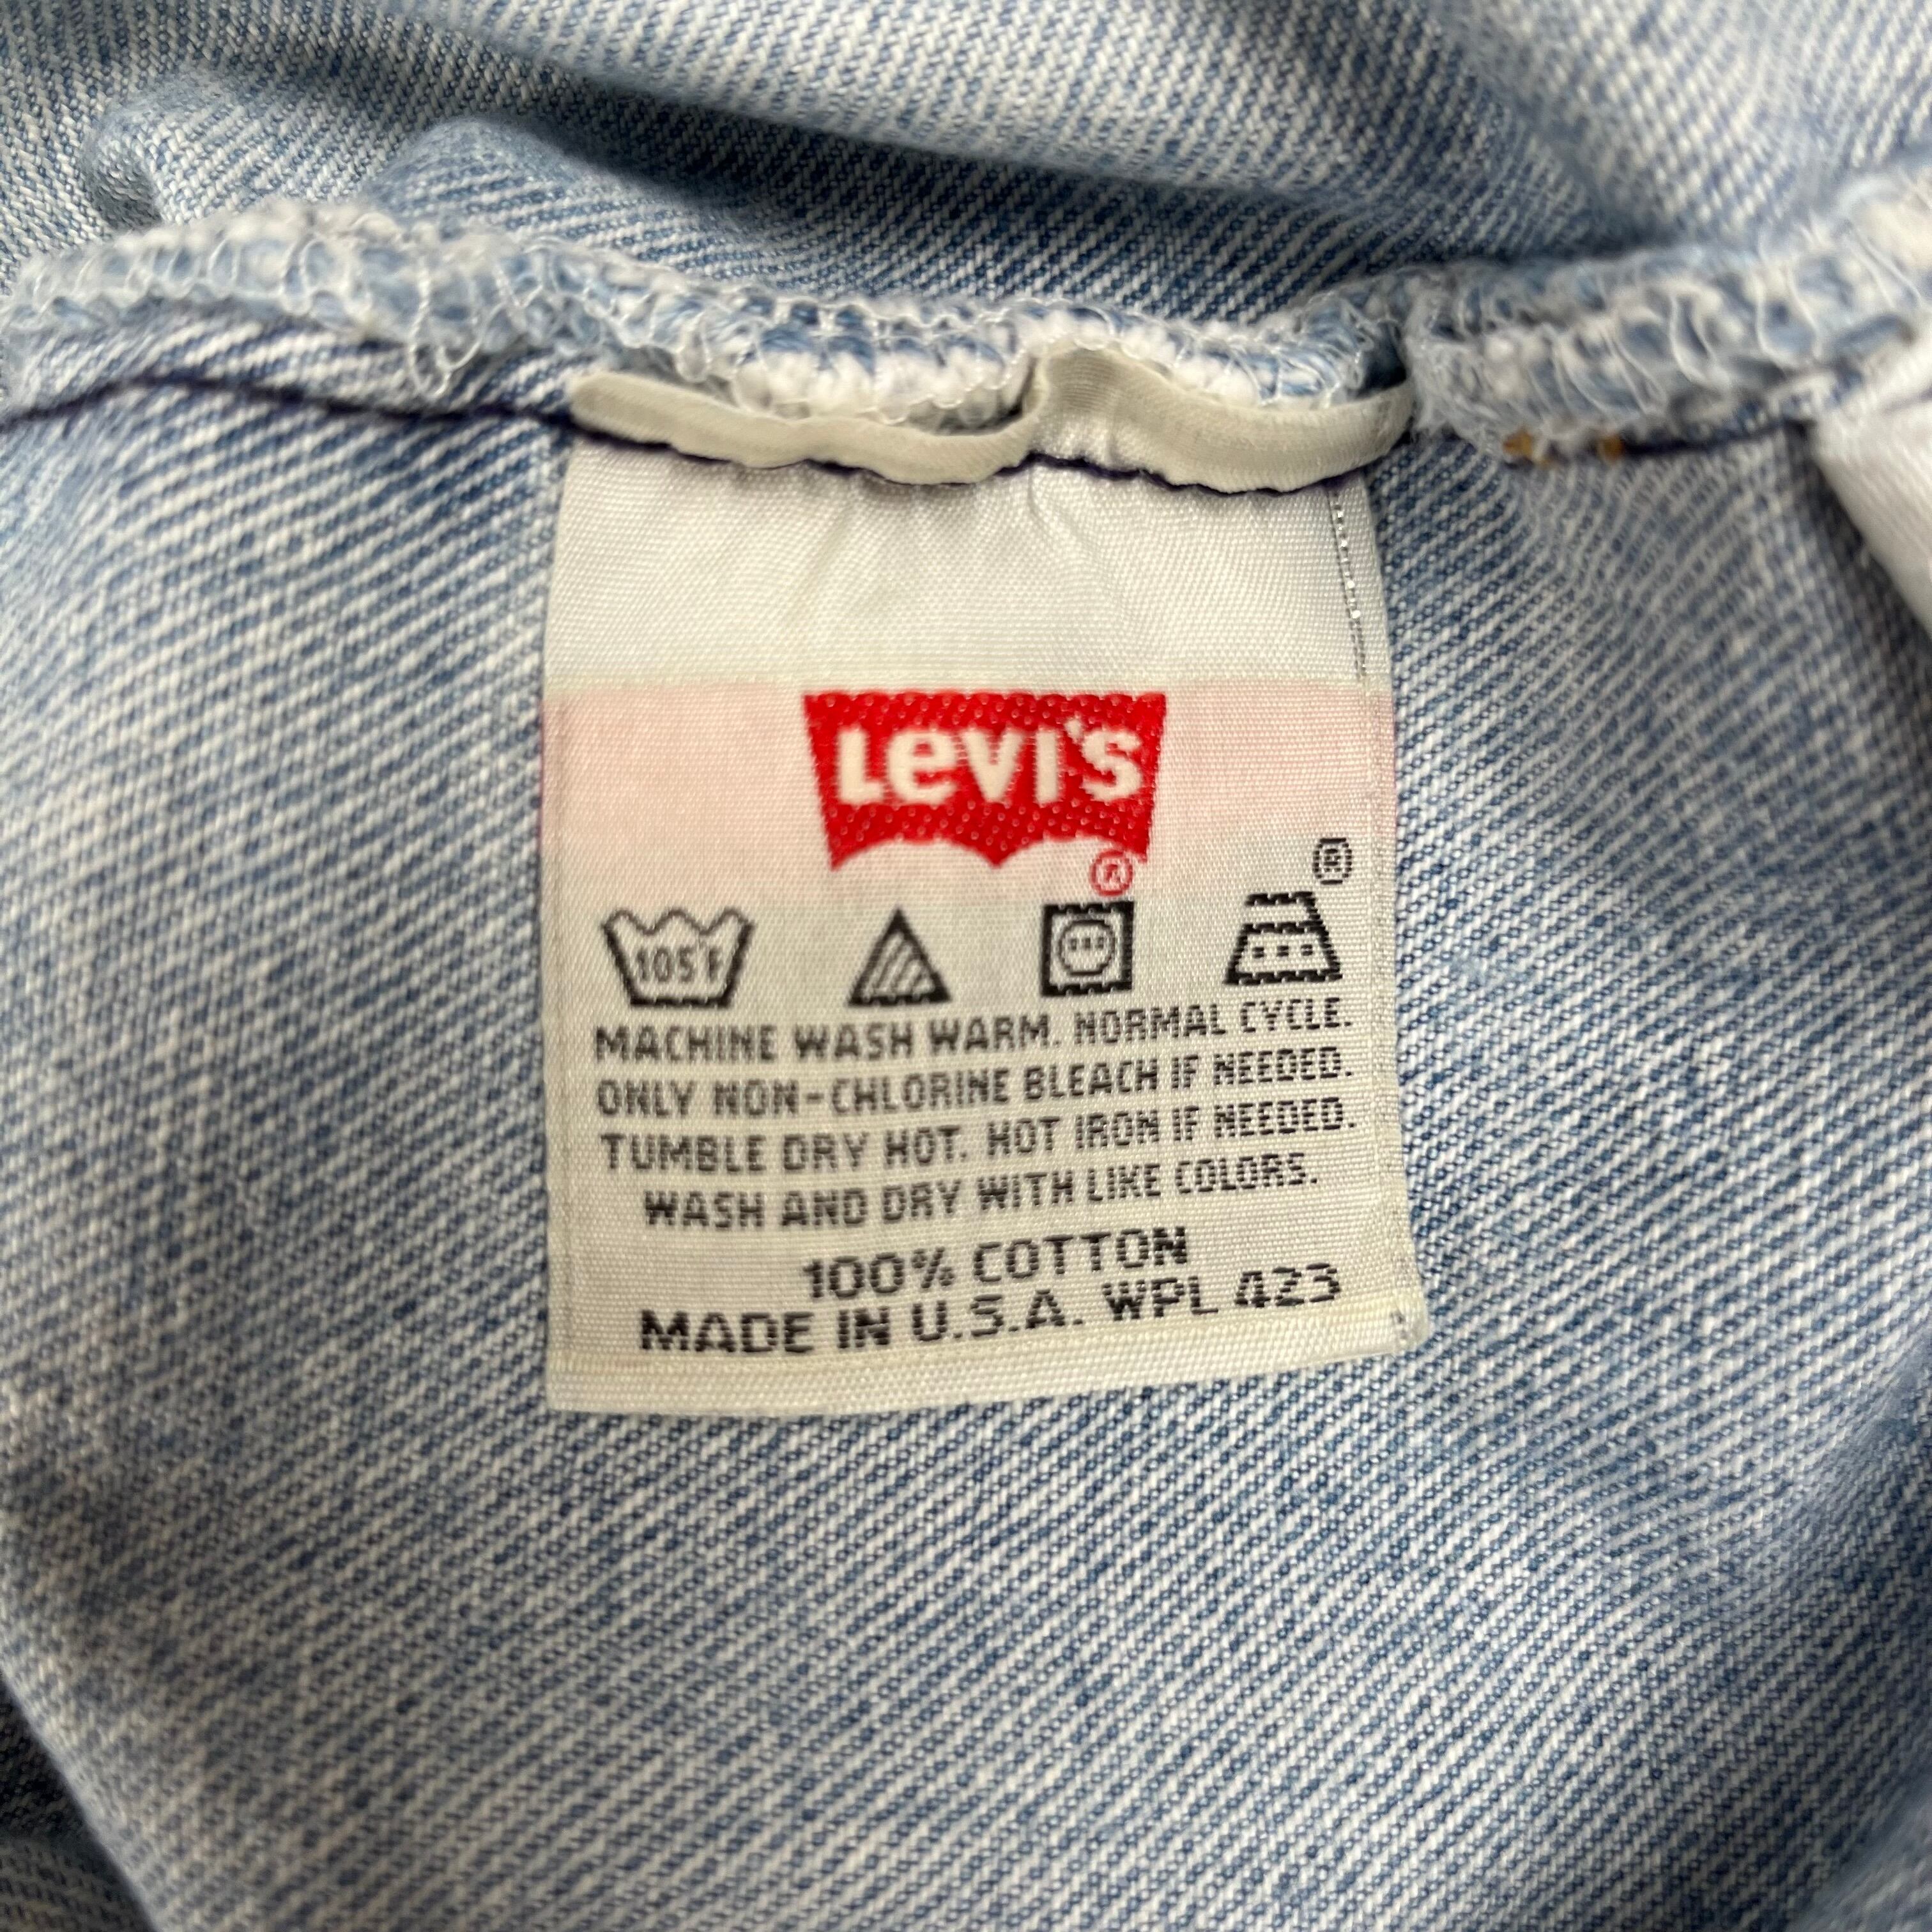 Levi's
®
®
105°F
MACHINE WASH WARM. NORMAL CYCLE.
ONLY NON-CHLORINE BLEACH IF NEEDED.
TUMBLE DRY HOT. HOT IRON IF NEEDED.
WASH AND DRY WITH LIKE COLORS.
100% COTTON
MADE IN U.S.A. WPL 423